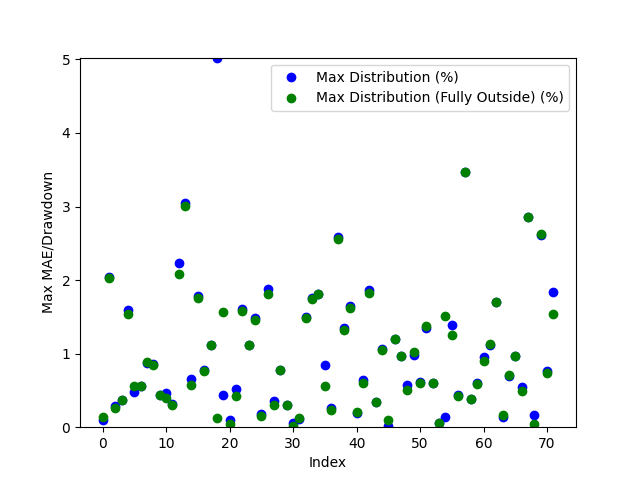 Max Distribution (%)
Max Distribution (Fully Outside) (%)
5
4
3
2
1
0
Max MAE/Drawdown
0 10 20 30 40 50 60 70
Index